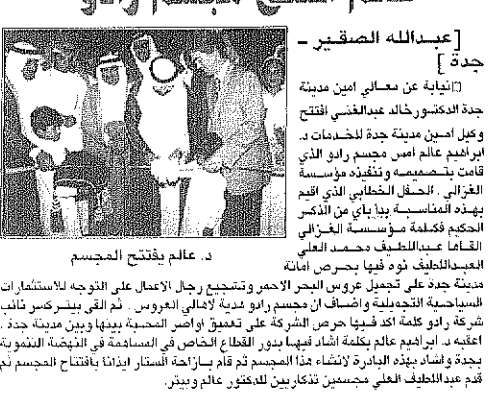 [ عبدالله الصقير –
جدة ]
نيابة عن معالي امين مدينة
جدة الدكتور خالد عبدالغني افتتح
وكيل امين مدينة جدة للخدمات د.
ابراهيم عالم امس مجسم رادو الذي
قامت بتصميمه وتنفيذه مؤسسة
الغزالي . الحفل الخطابي الذي اقيم
بهذه المناسبة بدأ بآي من الذكر
الحكيم فكلمة مؤسسة الغزالي
القاها عبداللطيف محمد العلي
العبداللطيف نوه فيها بحرص امانة
د. عالم يفتتح المجسم
مدينة جدة على تجميل عروس البحر الاحمر وتشجيع رجال الاعمال على التوجه للاستثمارات
السياحية التجميلية واضاف ان مجسم رادو هدية لاهالي العروس . ثم القى بيتر كسر نائب
شركة رادو كلمة اكد فيها حرص الشركة على تعميق اواصر المحبة بينها وبين مدينة جدة .
اعقبه د. ابراهيم عالم بكلمة اشاد فيها بدور القطاع الخاص في المساهمة في النهضة التنموية
بجدة واشاد بهذه البادرة لانشاء هذا المجسم ثم قام بازاحة الستار ايذانا بافتتاح المجسم ثم
قدم عبداللطيف العلي مجسمين تذكاريين للدكتور عالم وبيتر.